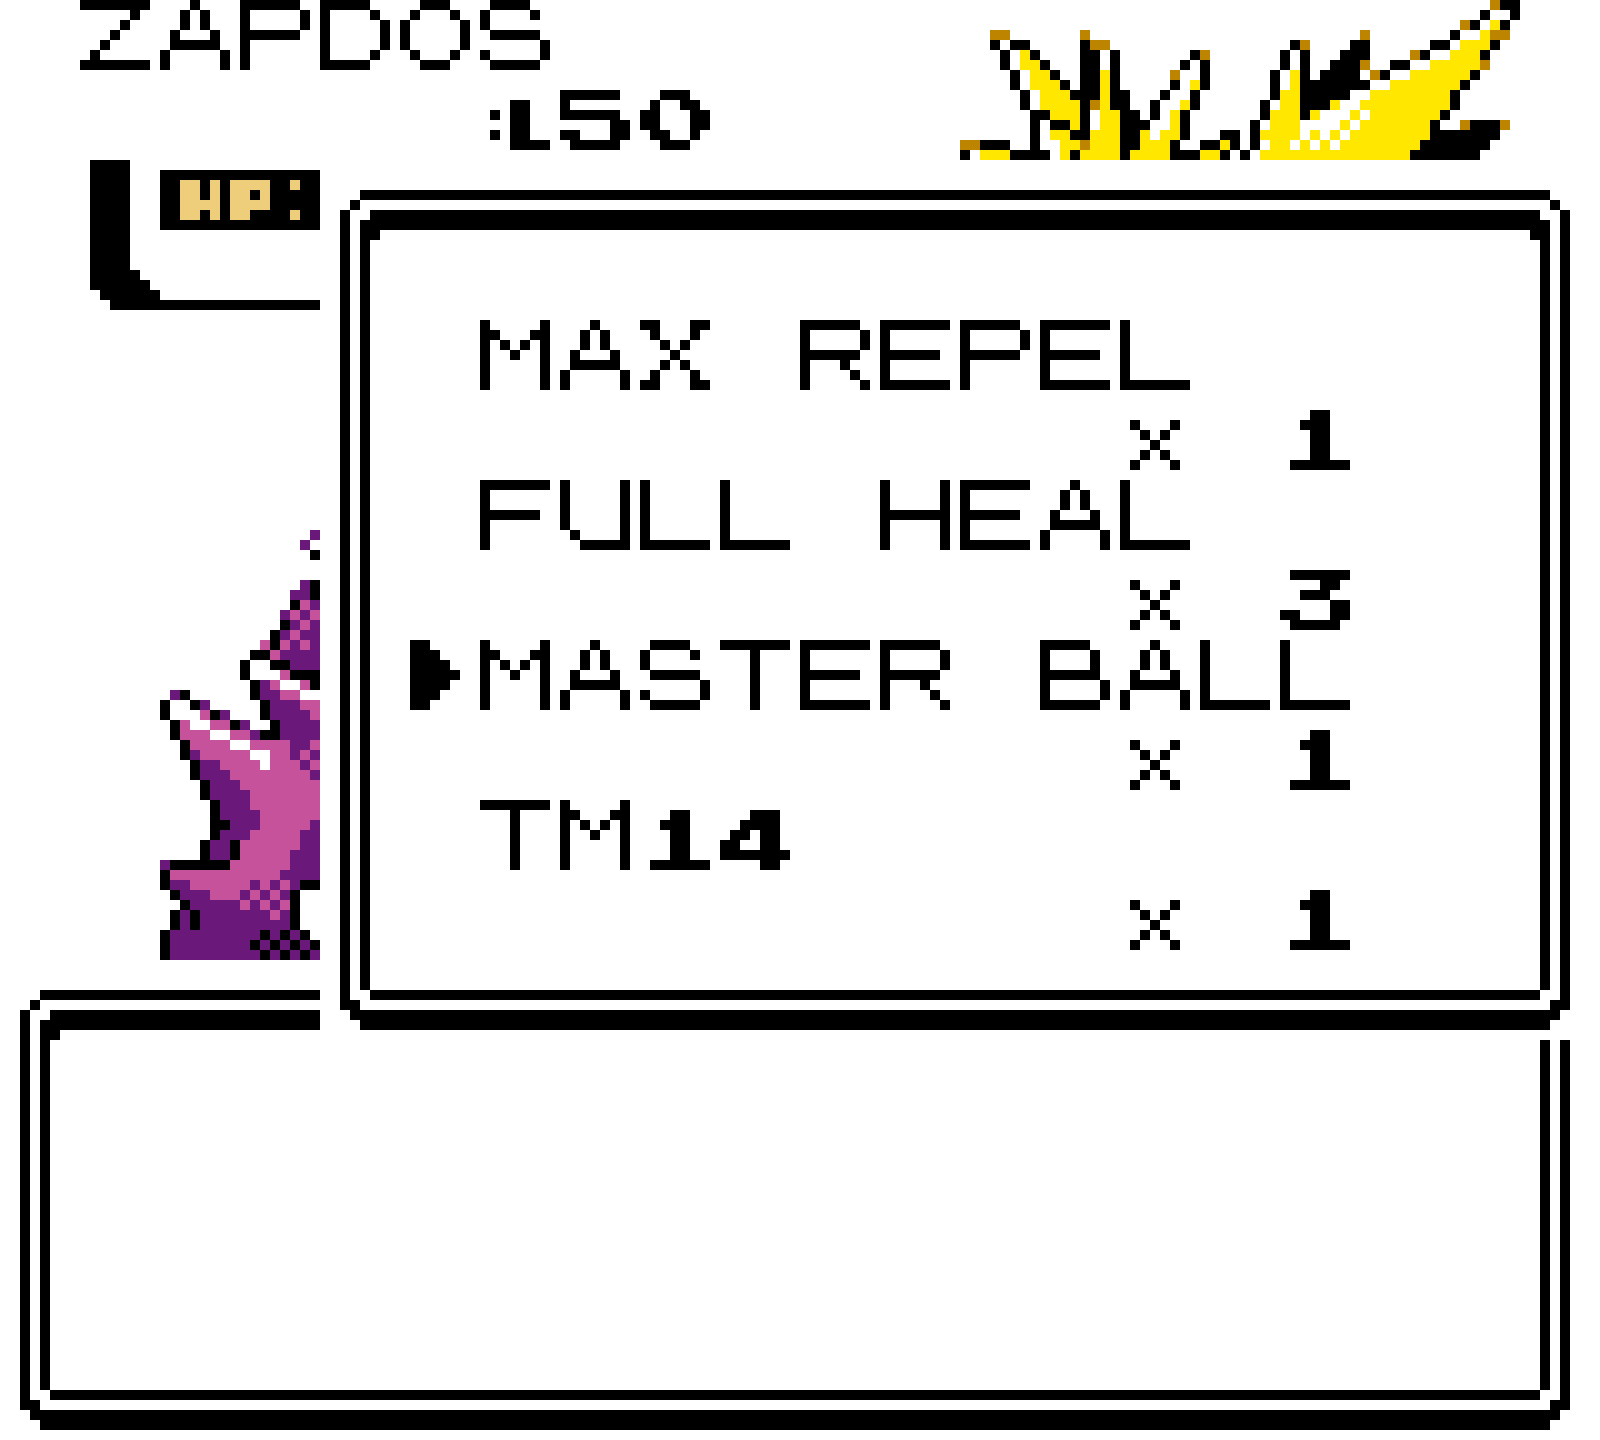 ZAPDOS
:L50
HP:
MAX REPEL
× 1
FULL HEAL
× 3
▶MASTER BALL
× 1
TM14
× 1